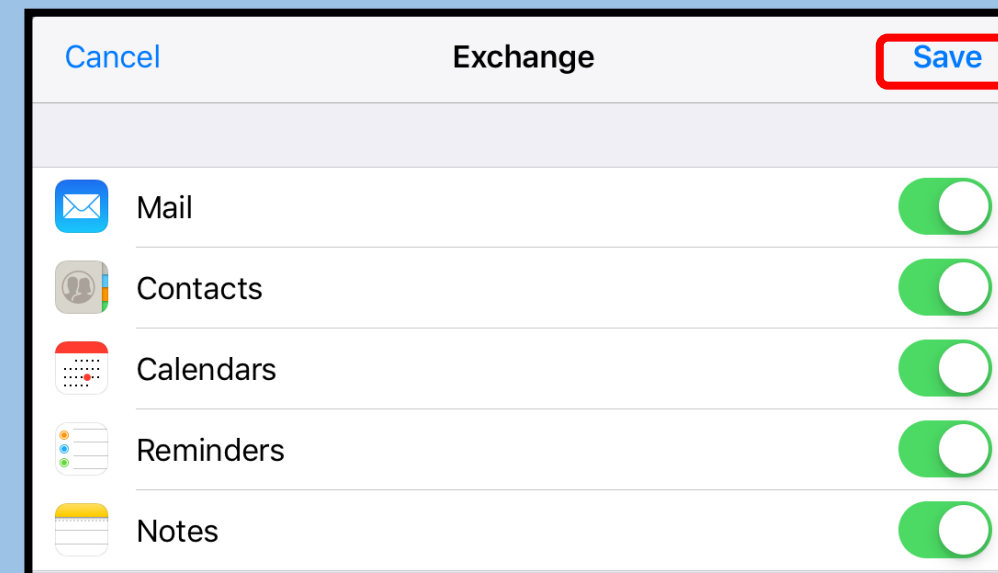 Cancel Exchange Save
Mail
Contacts
Calendars
Reminders
Notes